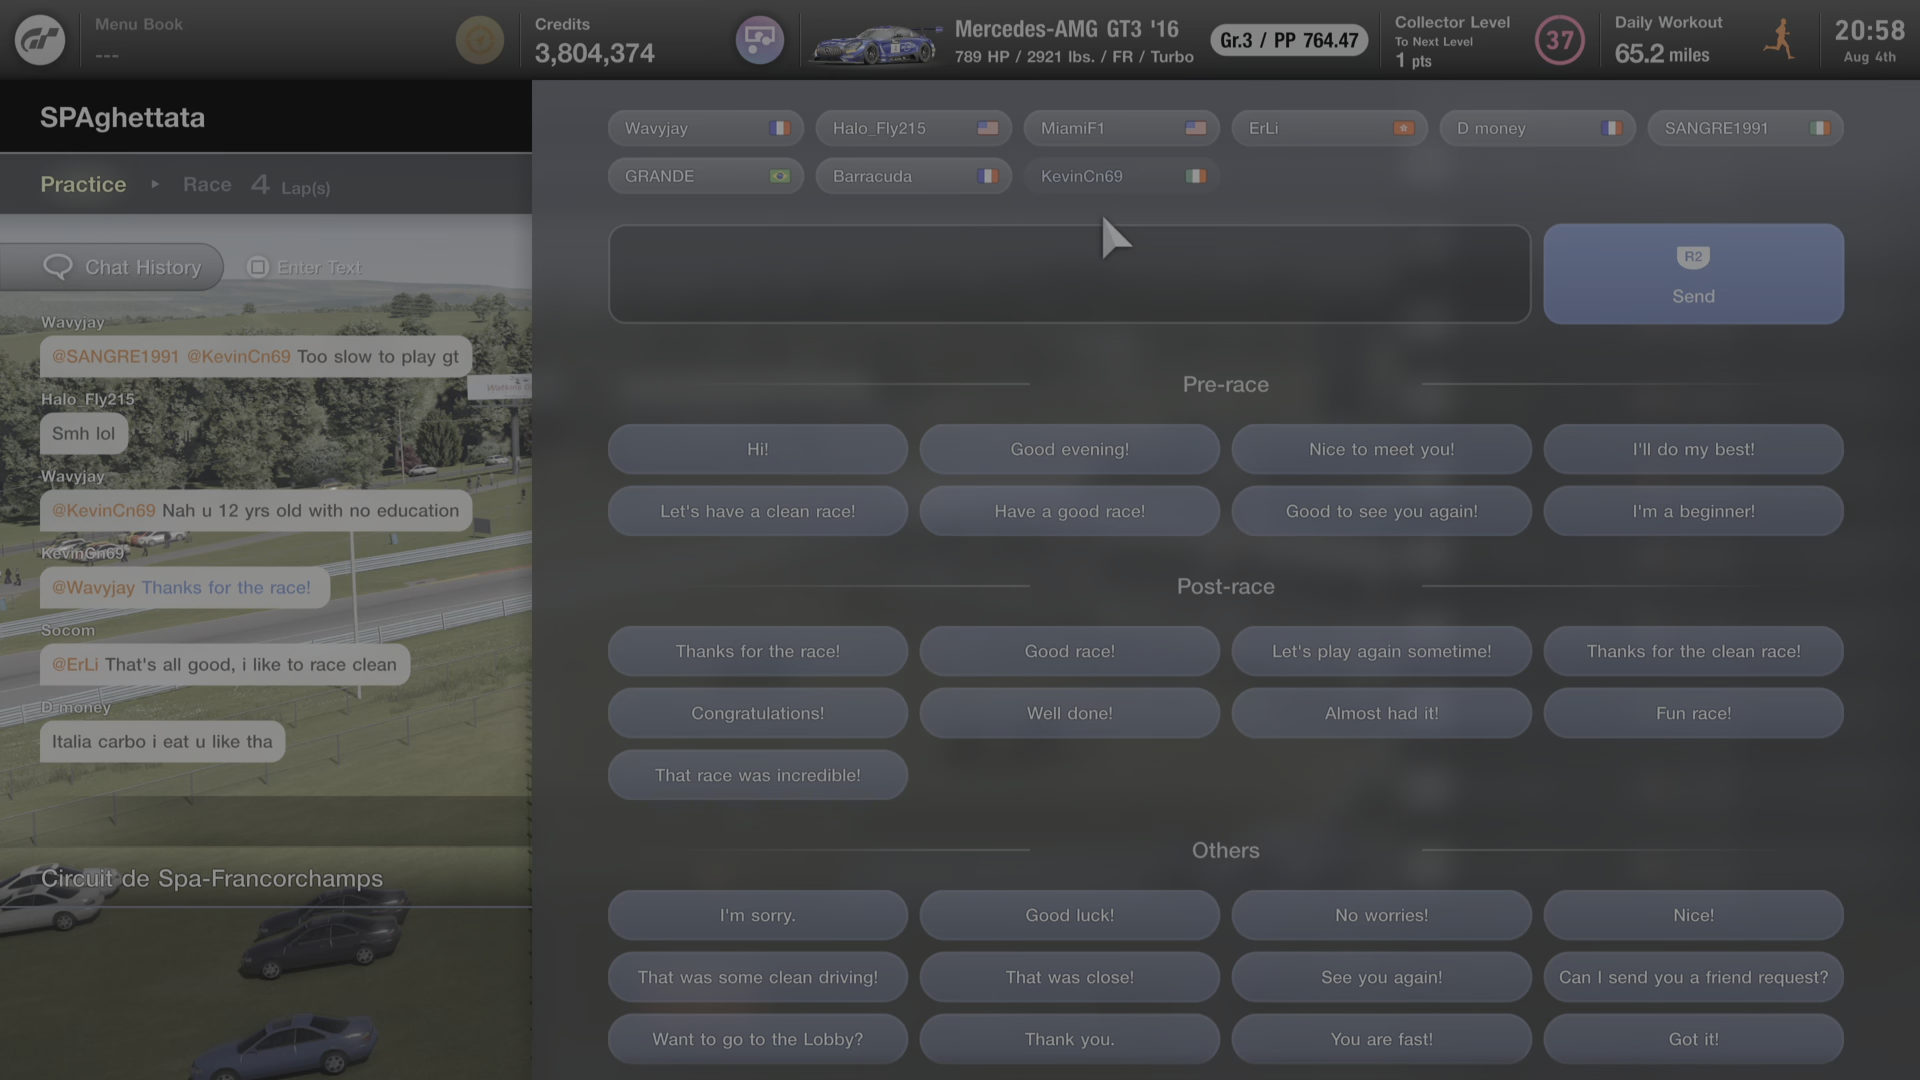 Menu Book
---
Credits
3,804,374
Mercedes-AMG GT3 '16
789 HP / 2921 lbs. / FR / Turbo
Gr.3 / PP 764.47
Collector Level
To Next Level
1 pts
37
Daily Workout
65.2 miles
20:58
Aug 4th
SPAghettata
Practice
Race 4 Lap(s)
Chat History
Enter Text
Wavyjay
@SANGRE1991 @KevinCn69 Too slow to play gt
Halo_Fly215
Smh lol
Wavyjay
@KevinCn69 Nah u 12 yrs old with no education
KevinCn69
@Wavyjay Thanks for the race!
Socom
@ErLi That's all good, i like to race clean
D money
Italia carbo i eat u like tha
Circuit de Spa-Francorchamps
Wavyjay
Halo_Fly215
MiamiF1
ErLi
D money
SANGRE1991
GRANDE
Barracuda
KevinCn69
R2
Send
Pre-race
Hi!
Good evening!
Nice to meet you!
I'll do my best!
Let's have a clean race!
Have a good race!
Good to see you again!
I'm a beginner!
Post-race
Thanks for the race!
Good race!
Let's play again sometime!
Thanks for the clean race!
Congratulations!
Well done!
Almost had it!
Fun race!
That race was incredible!
Others
I'm sorry.
Good luck!
No worries!
Nice!
That was some clean driving!
That was close!
See you again!
Can I send you a friend request?
Want to go to the Lobby?
Thank you.
You are fast!
Got it!